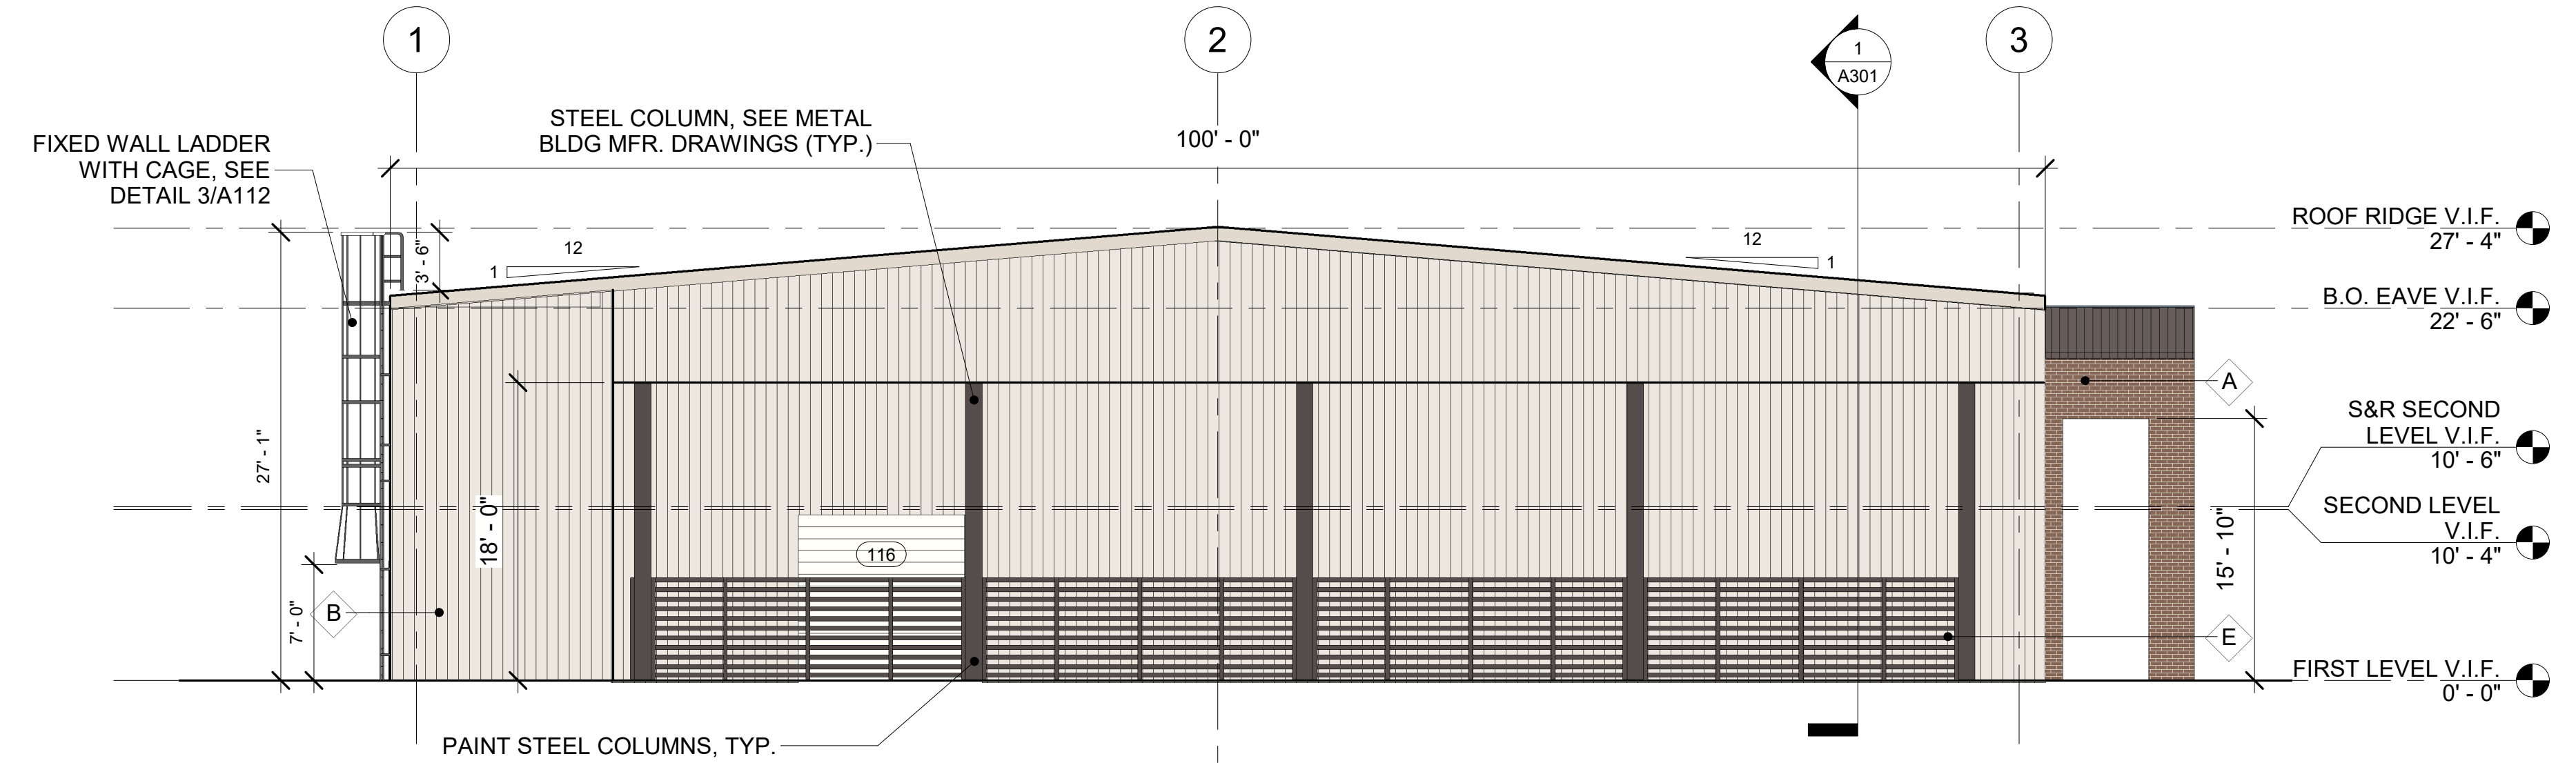 1
2
3
1
A301
STEEL COLUMN, SEE METAL
BLDG MFR. DRAWINGS (TYP.)
100' - 0"
FIXED WALL LADDER
WITH CAGE, SEE
DETAIL 3/A112
ROOF RIDGE V.I.F.
27' - 4"
3' - 6"
12
1
12
1
B.O. EAVE V.I.F.
22' - 6"
A
27' - 1"
S&R SECOND
LEVEL V.I.F.
10' - 6"
18' - 0"
SECOND LEVEL
V.I.F.
10' - 4"
15' - 10"
116
7' - 0"
B
E
FIRST LEVEL V.I.F.
0' - 0"
PAINT STEEL COLUMNS, TYP.